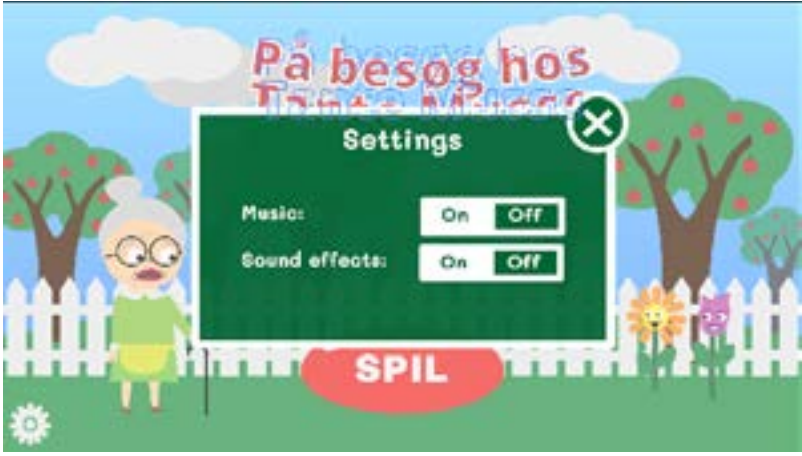 På besøg hos
Settings
Music:
On Off
Sound effects:
On Off
SPIL